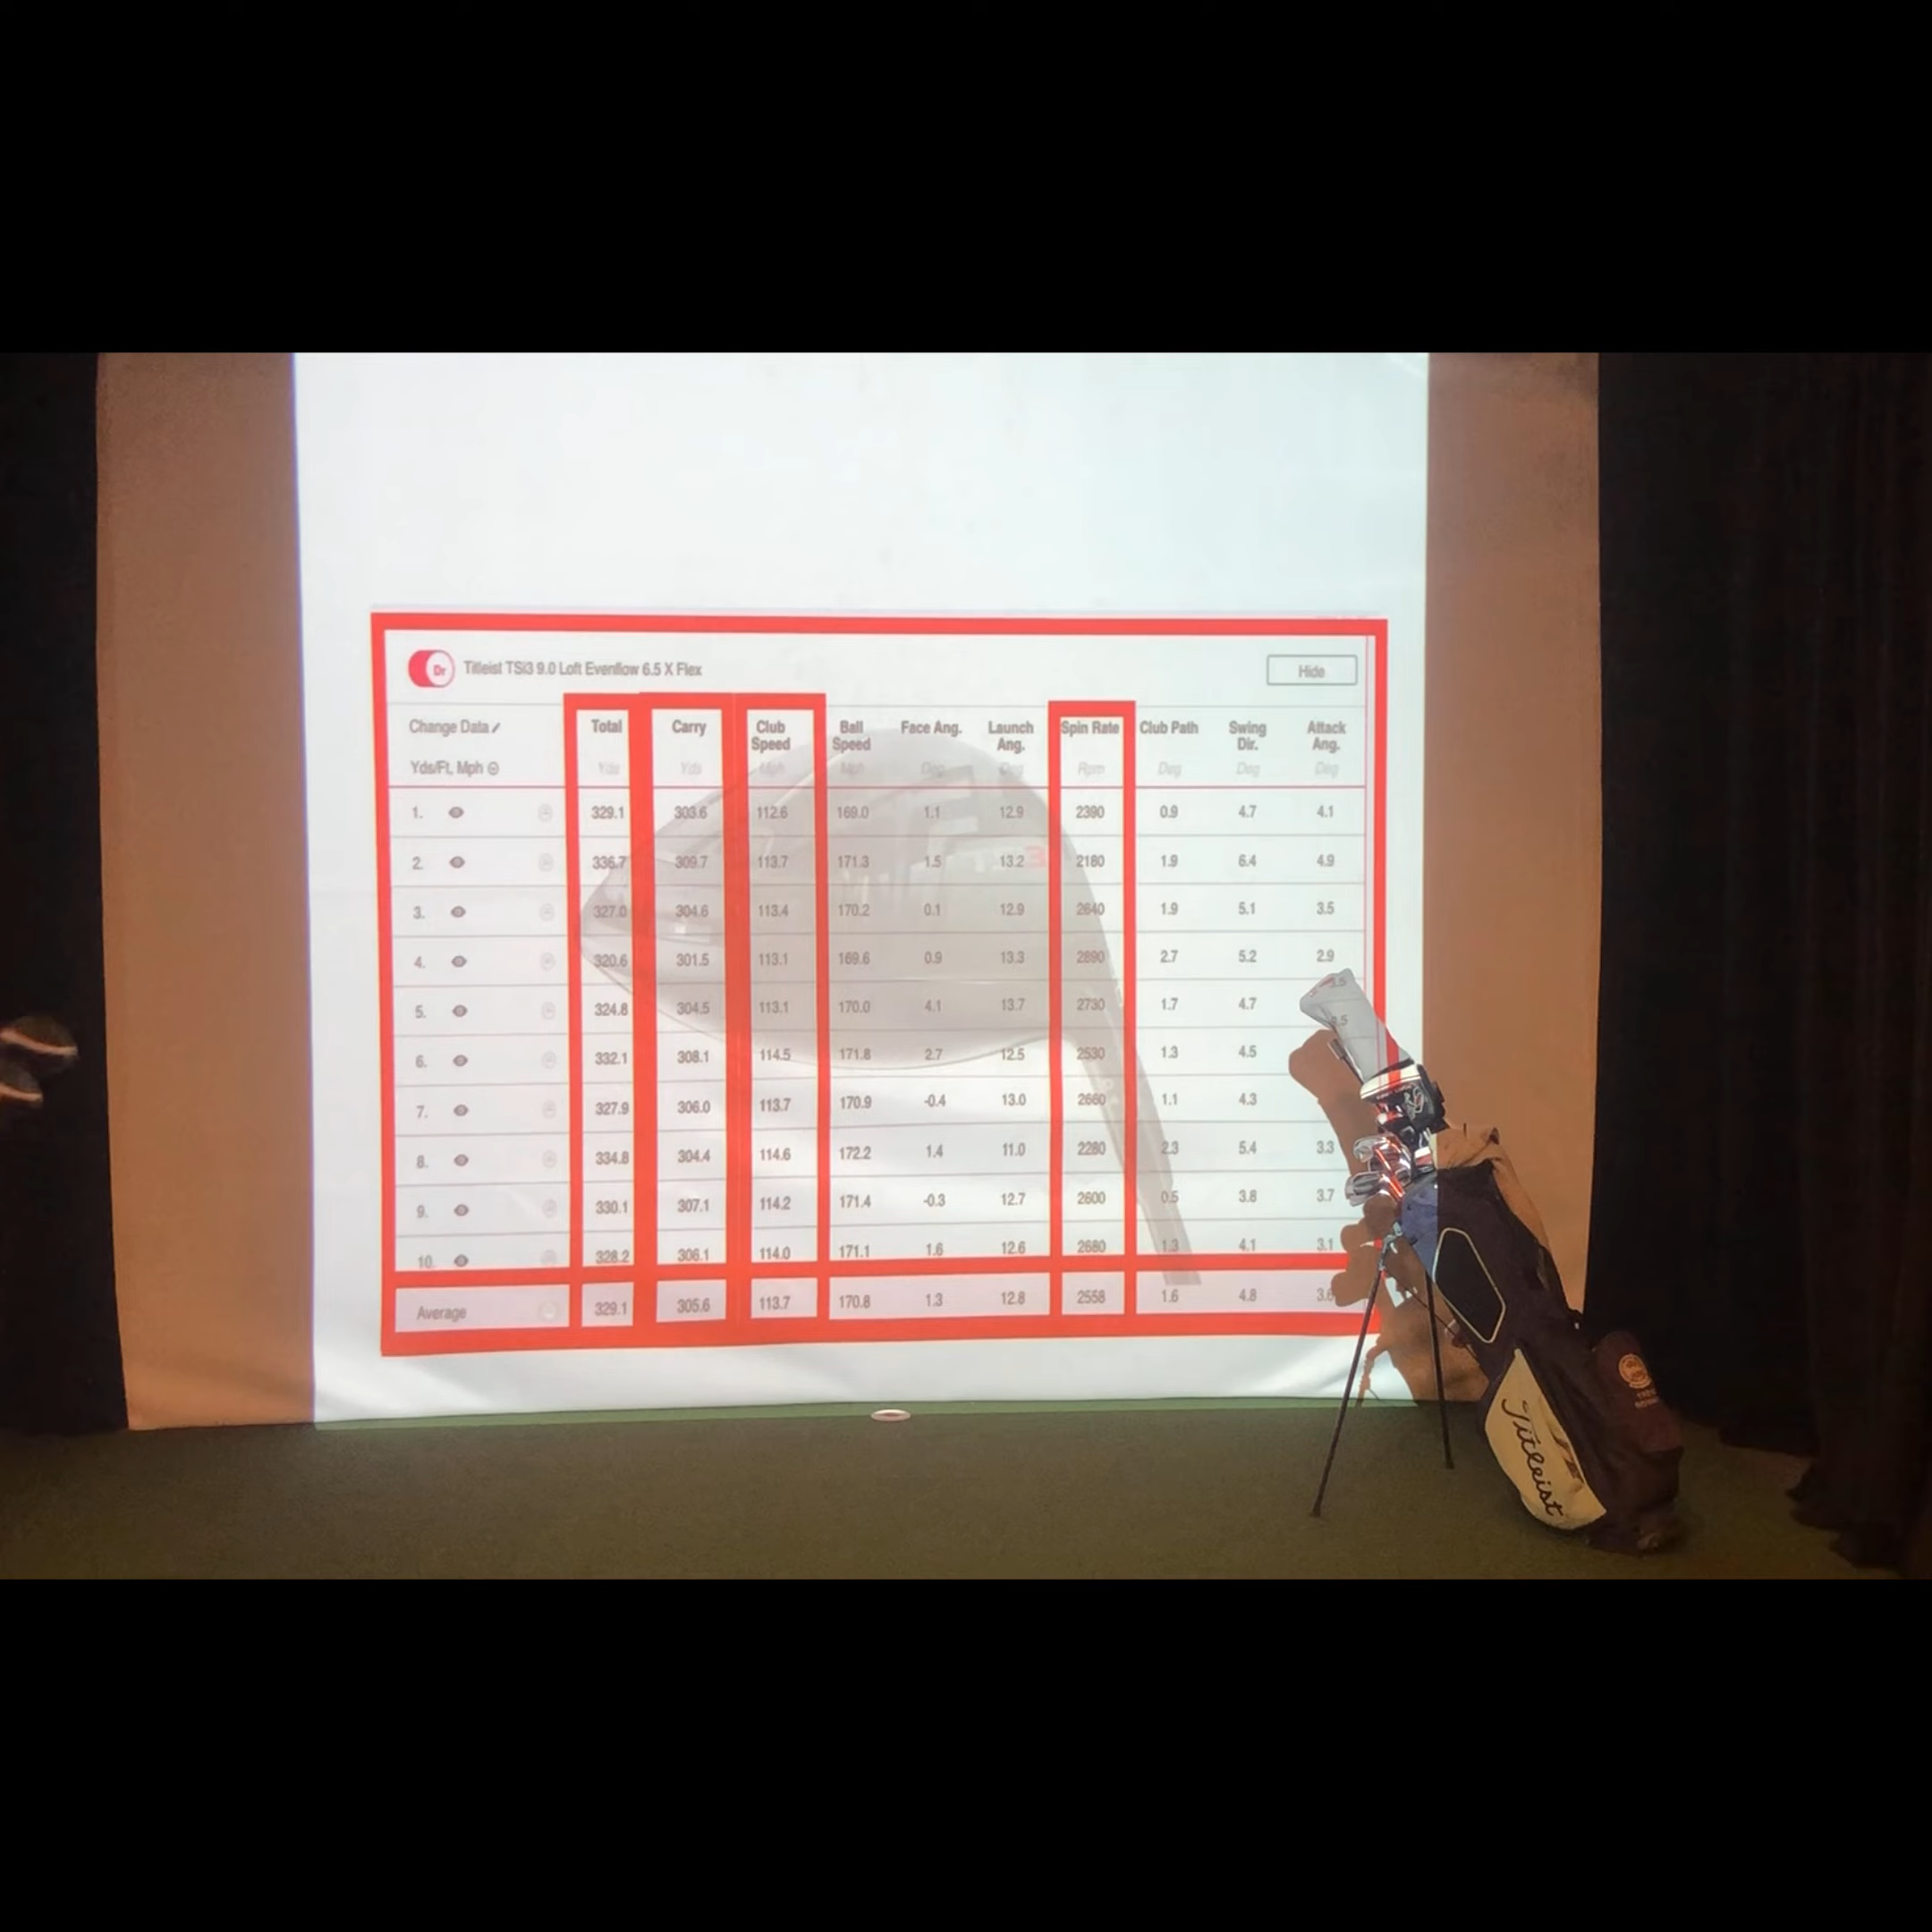 Dr Titleist TSi3 9.0 Loft Evenflow 6.5 X Flex Hide
Change Data Total Carry Club Speed Ball Speed Face Ang. Launch Ang. Spin Rate Club Path Swing Dir. Attack Ang.
Yds/Ft, Mph Yds Yds Mph Mph Deg Deg Rpm Deg Deg Deg
1. 329.1 303.6 112.6 169.0 1.1 12.9 2390 0.9 4.7 4.1
2. 336.7 309.7 113.7 171.3 1.5 13.2 2180 1.9 6.4 4.9
3. 327.0 304.6 113.4 170.2 0.1 12.9 2640 1.9 5.1 3.5
4. 320.6 301.5 113.1 169.6 0.9 13.3 2890 2.7 5.2 2.9
5. 324.8 304.5 113.1 170.0 4.1 13.7 2730 1.7 4.7 3.5
6. 332.1 308.1 114.5 171.8 2.7 12.5 2530 1.3 4.5 3.5
7. 327.9 306.0 113.7 170.9 -0.4 13.0 2660 1.1 4.3
8. 334.8 304.4 114.6 172.2 1.4 11.0 2280 2.3 5.4 3.3
9. 330.1 307.1 114.2 171.4 -0.3 12.7 2600 0.5 3.8 3.7
10. 328.2 306.1 114.0 171.1 1.6 12.6 2680 1.3 4.1 3.1
Average 329.1 305.6 113.7 170.8 1.3 12.8 2558 1.6 4.8 3.6
Titleist